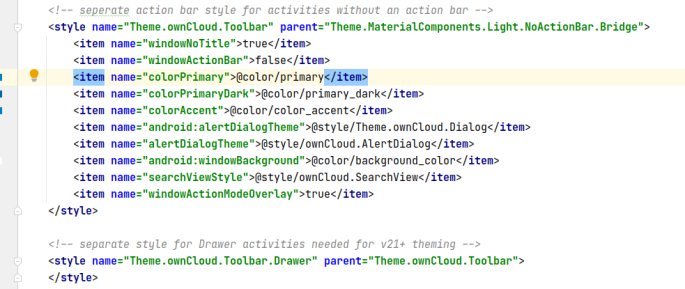 <!-- seperate action bar style for activities without an action bar -->
<style name="Theme.ownCloud.Toolbar" parent="Theme.MaterialComponents.Light.NoActionBar.Bridge">
<item name="windowNoTitle">true</item>
<item name="windowActionBar">false</item>
<item name="colorPrimary">@color/primary</item>
<item name="colorPrimaryDark">@color/primary_dark</item>
<item name="colorAccent">@color/color_accent</item>
<item name="android:alertDialogTheme">@style/Theme.ownCloud.Dialog</item>
<item name="alertDialogTheme">@style/ownCloud.AlertDialog</item>
<item name="android:windowBackground">@color/background_color</item>
<item name="searchViewStyle">@style/ownCloud.SearchView</item>
<item name="windowActionModeOverlay">true</item>
</style>
<!-- separate style for Drawer activities needed for v21+ theming -->
<style name="Theme.ownCloud.Toolbar.Drawer" parent="Theme.ownCloud.Toolbar">
</style>